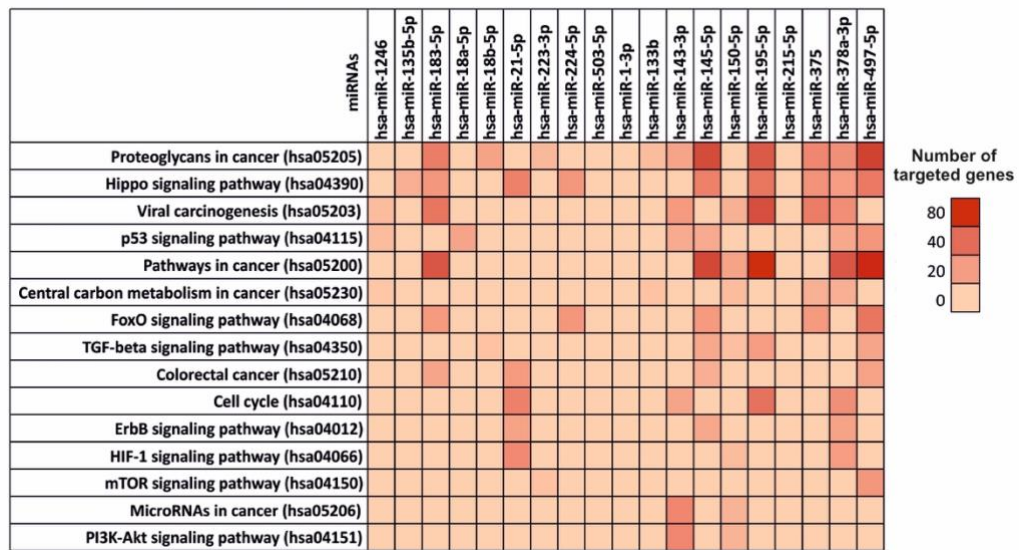 miRNAs
hsa-miR-1246
hsa-miR-135b-5p
hsa-miR-183-5p
hsa-miR-18a-5p
hsa-miR-18b-5p
hsa-miR-21-5p
hsa-miR-223-3p
hsa-miR-224-5p
hsa-miR-503-5p
hsa-miR-1-3p
hsa-miR-133b
hsa-miR-143-3p
hsa-miR-145-5p
hsa-miR-150-5p
hsa-miR-195-5p
hsa-miR-215-5p
hsa-miR-375
hsa-miR-378a-3p
hsa-miR-497-5p
Proteoglycans in cancer (hsa05205)
Hippo signaling pathway (hsa04390)
Viral carcinogenesis (hsa05203)
p53 signaling pathway (hsa04115)
Pathways in cancer (hsa05200)
Central carbon metabolism in cancer (hsa05230)
FoxO signaling pathway (hsa04068)
TGF-beta signaling pathway (hsa04350)
Colorectal cancer (hsa05210)
Cell cycle (hsa04110)
ErbB signaling pathway (hsa04012)
HIF-1 signaling pathway (hsa04066)
mTOR signaling pathway (hsa04150)
MicroRNAs in cancer (hsa05206)
PI3K-Akt signaling pathway (hsa04151)
Number of
targeted genes
80
40
20
0